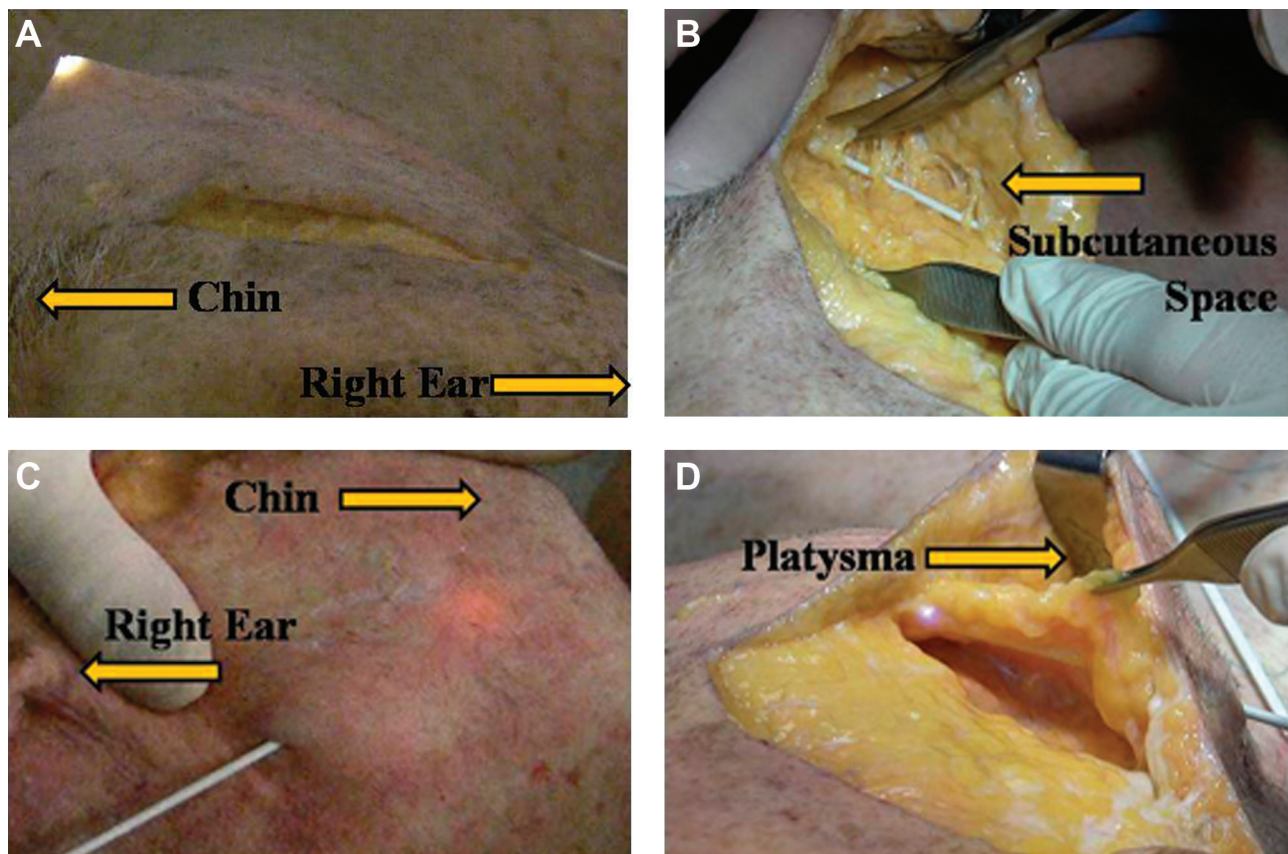 A
Chin
Right Ear
B
Subcutaneous
Space
C
Chin
Right Ear
D
Platysma